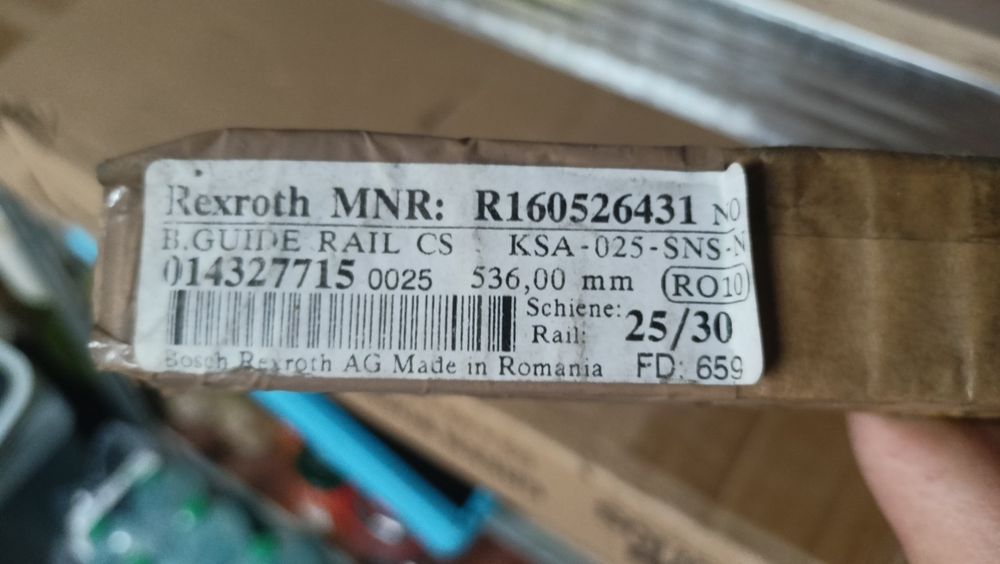 Rexroth MNR: R160526431 NO
B.GUIDE RAIL CS KSA-025-SNS-N
014327715 0025 536,00 mm RO10
Schiene:
Rail: 25/30
Bosch Rexroth AG Made in Romania FD: 659